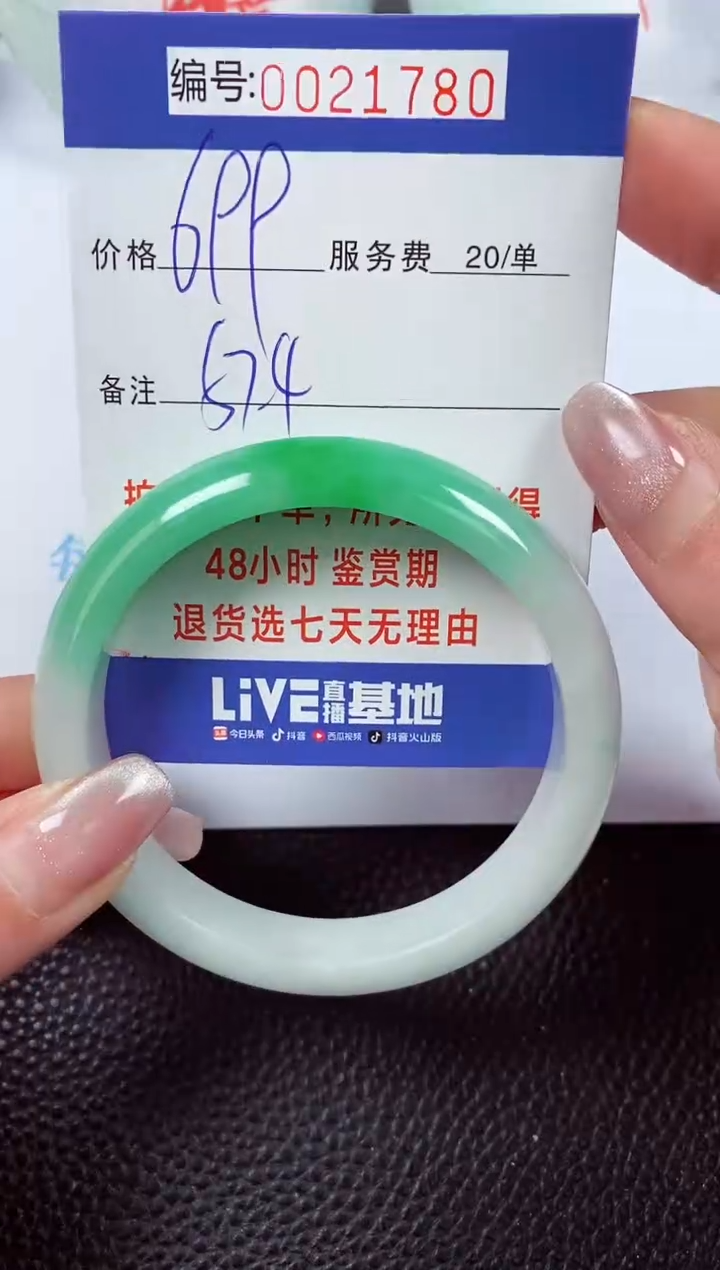 编号:0021780
价格 6PP 服务费 20/单
备注 574
48小时 鉴赏期
退货选七天无理由
LiVE直播基地
今日头条 抖音 西瓜视频 抖音火山版